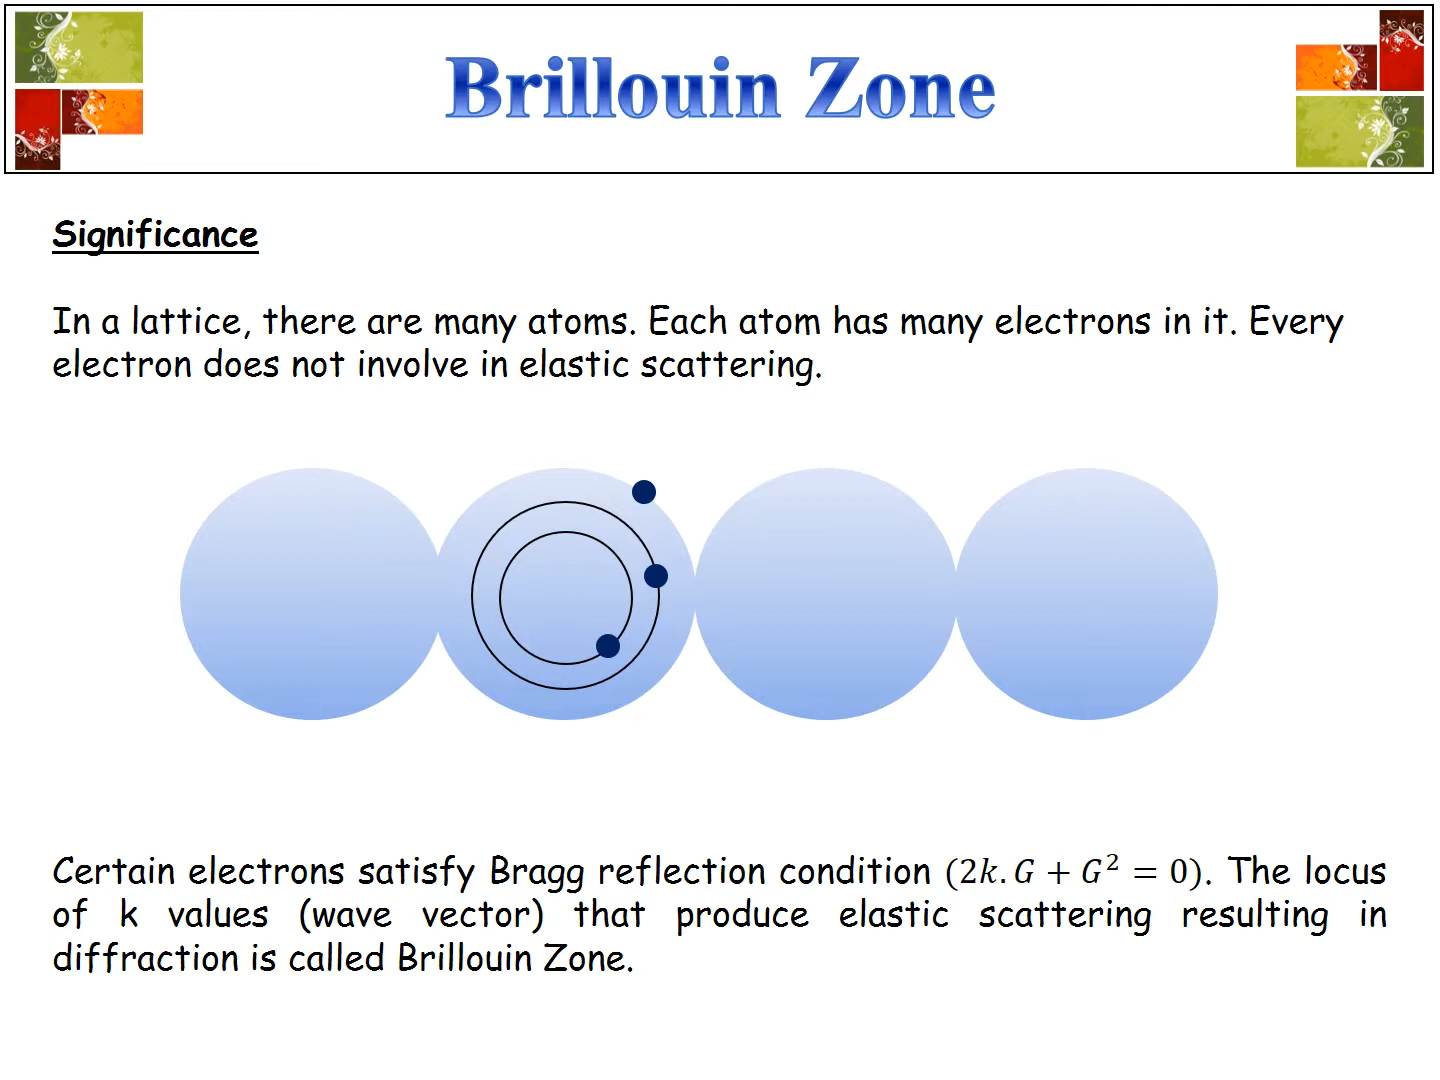 Brillouin Zone
Significance
In a lattice, there are many atoms. Each atom has many electrons in it. Every
electron does not involve in elastic scattering.
Certain electrons satisfy Bragg reflection condition (2𝑘. 𝐺 + 𝐺² = 0). The locus
of k values (wave vector) that produce elastic scattering resulting in
diffraction is called Brillouin Zone.